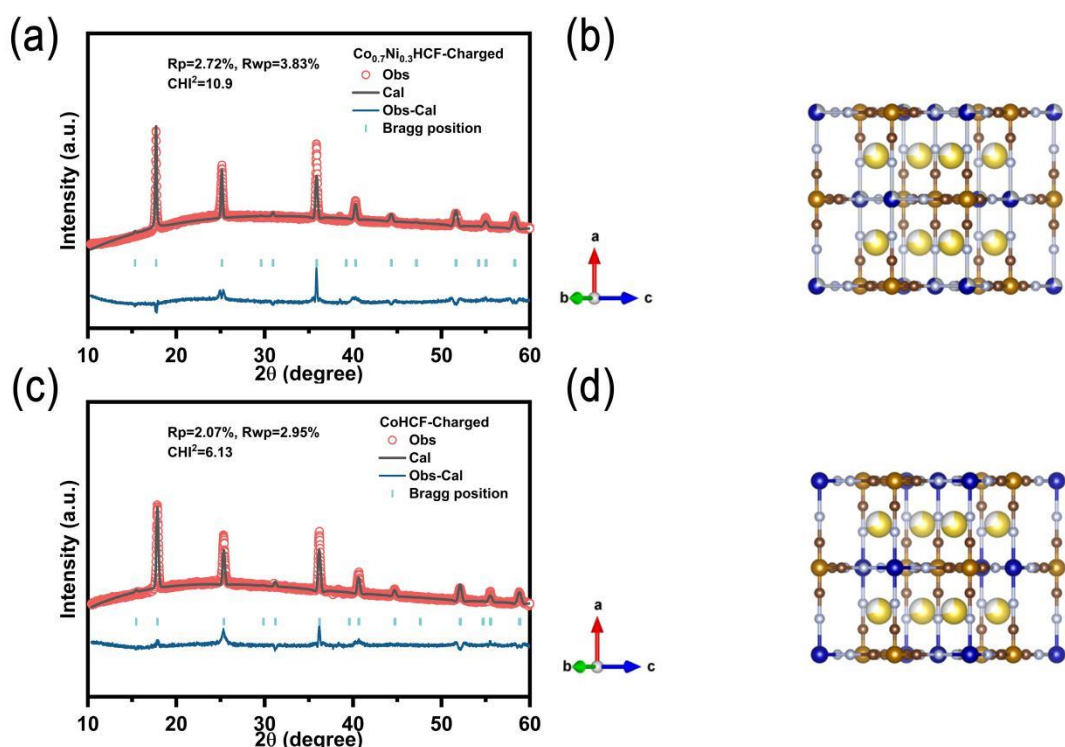 (a)
Rp=2.72%, Rwp=3.83%
CHI²=10.9
Co₀.₇Ni₀.₃HCF-Charged
Obs
Cal
Obs-Cal
Bragg position
Intensity (a.u.)
10 20 30 40 50 60
2θ (degree)
(b)
a
b c
(c)
Rp=2.07%, Rwp=2.95%
CHI²=6.13
CoHCF-Charged
Obs
Cal
Obs-Cal
Bragg position
Intensity (a.u.)
10 20 30 40 50 60
2θ (degree)
(d)
a
b c